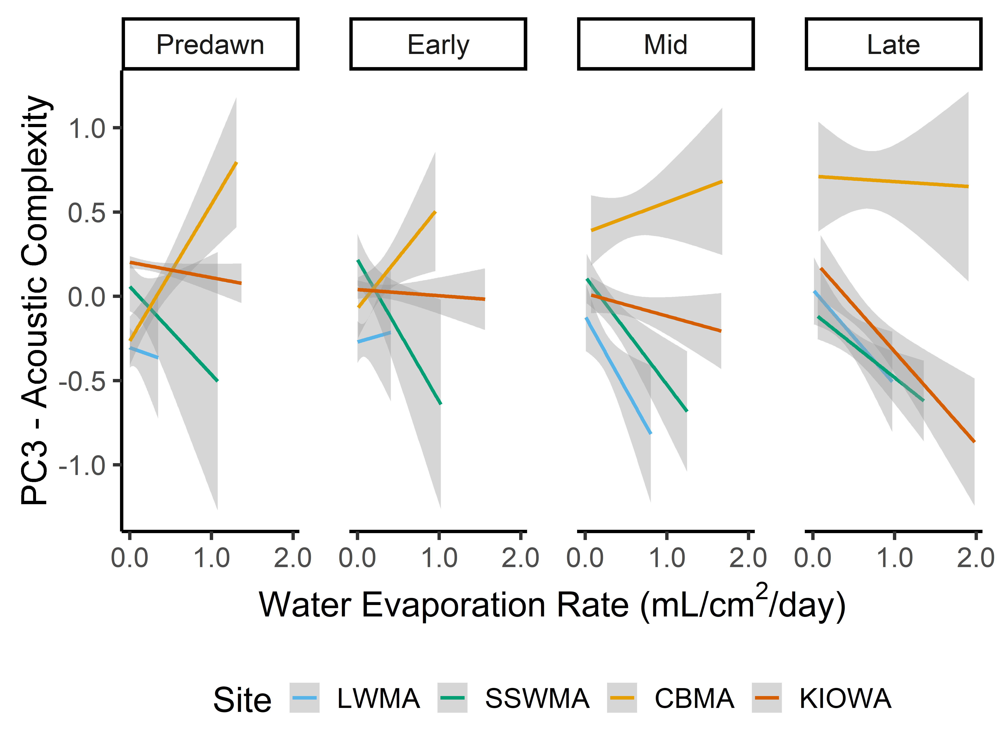 Predawn Early Mid Late
PC3 - Acoustic Complexity
1.0
0.5
0.0
-0.5
-1.0
0.0 1.0 2.0 0.0 1.0 2.0 0.0 1.0 2.0 0.0 1.0 2.0
Water Evaporation Rate (mL/cm²/day)
Site LWMA SSWMA CBMA KIOWA